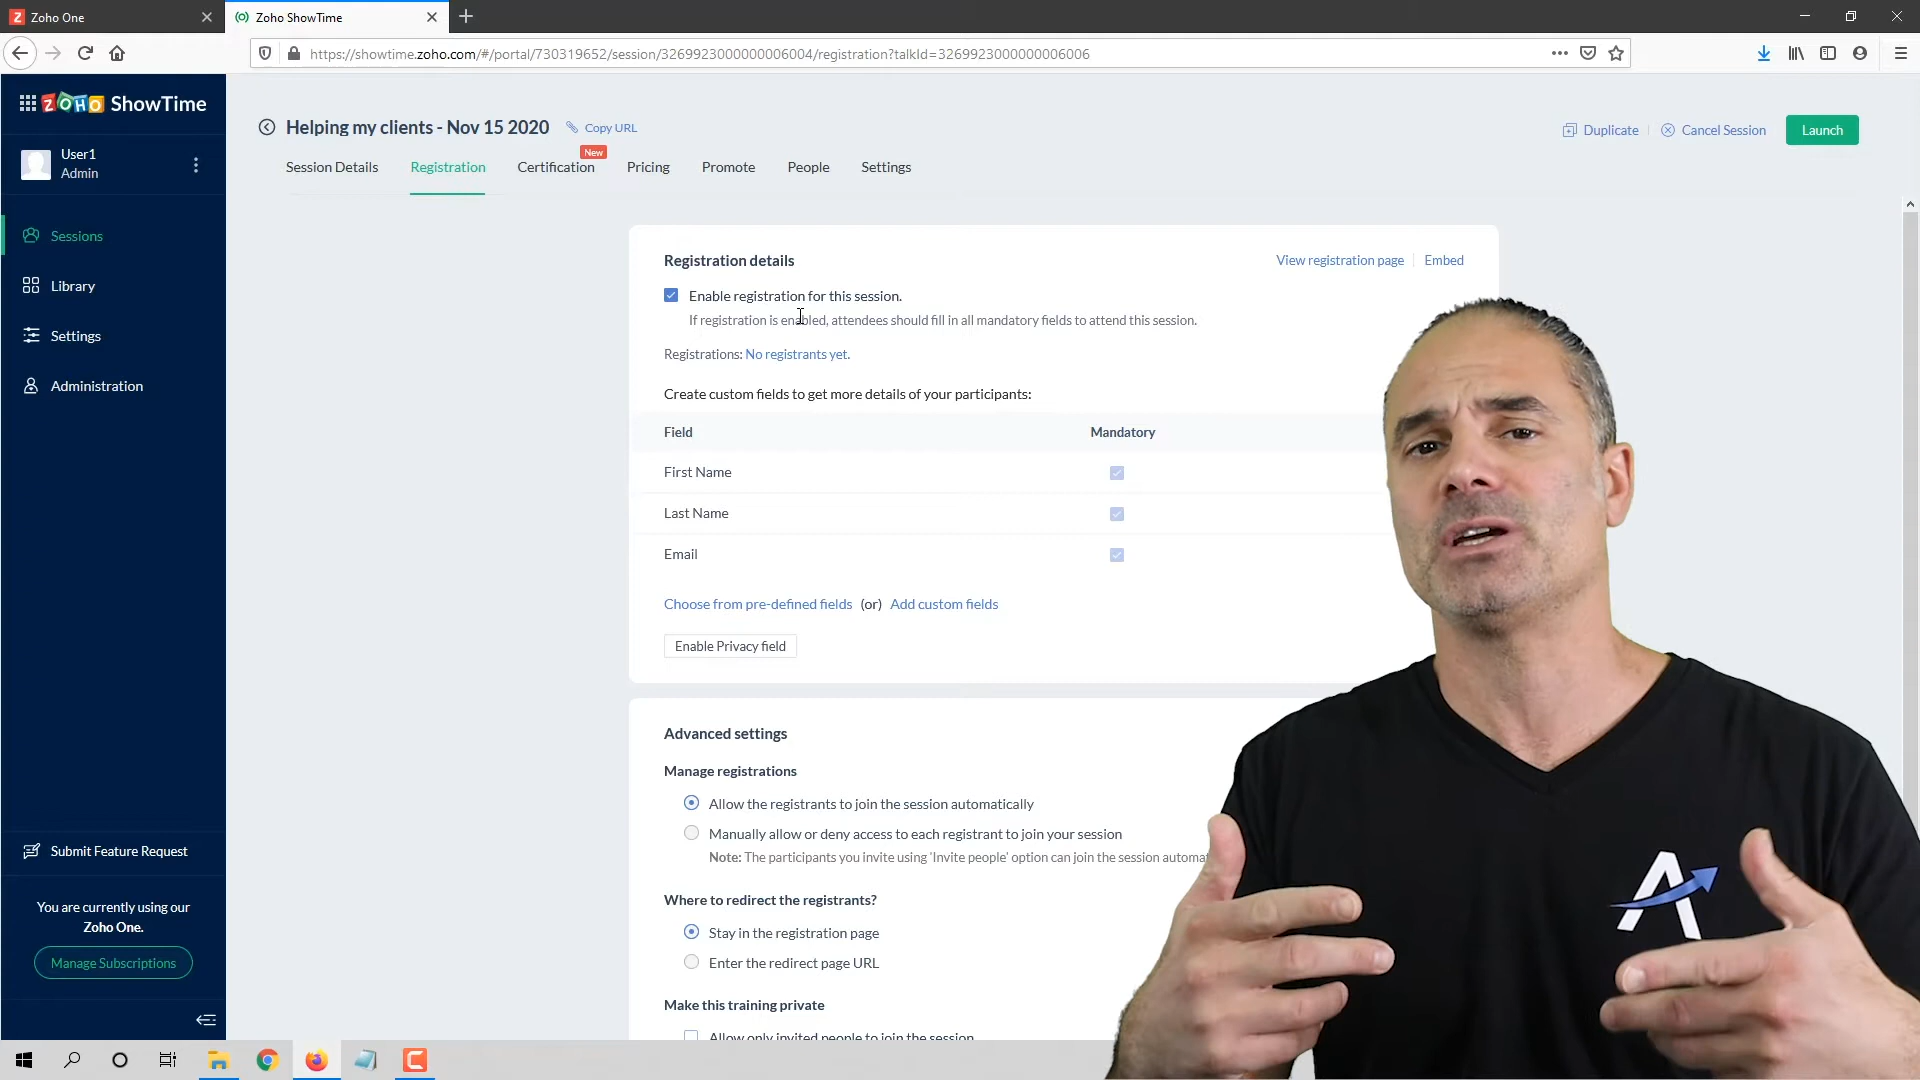 Zoho One
Zoho ShowTime
https://showtime.zoho.com/#/portal/730319652/session/3269923000000006004/registration?talkId=3269923000000006006
ZOHO ShowTime
User1
Admin
Sessions
Library
Settings
Administration
Submit Feature Request
You are currently using our
Zoho One.
Manage Subscriptions
Helping my clients - Nov 15 2020 Copy URL
Duplicate Cancel Session Launch
New
Session Details Registration Certification Pricing Promote People Settings
Registration details View registration page Embed
Enable registration for this session.
If registration is enabled, attendees should fill in all mandatory fields to attend this session.
Registrations: No registrants yet.
Create custom fields to get more details of your participants:
Field Mandatory
First Name
Last Name
Email
Choose from pre-defined fields (or) Add custom fields
Enable Privacy field
Advanced settings
Manage registrations
Allow the registrants to join the session automatically
Manually allow or deny access to each registrant to join your session
Note: The participants you invite using 'Invite people' option can join the session automa
Where to redirect the registrants?
Stay in the registration page
Enter the redirect page URL
Make this training private
Allow only invited people to join the session